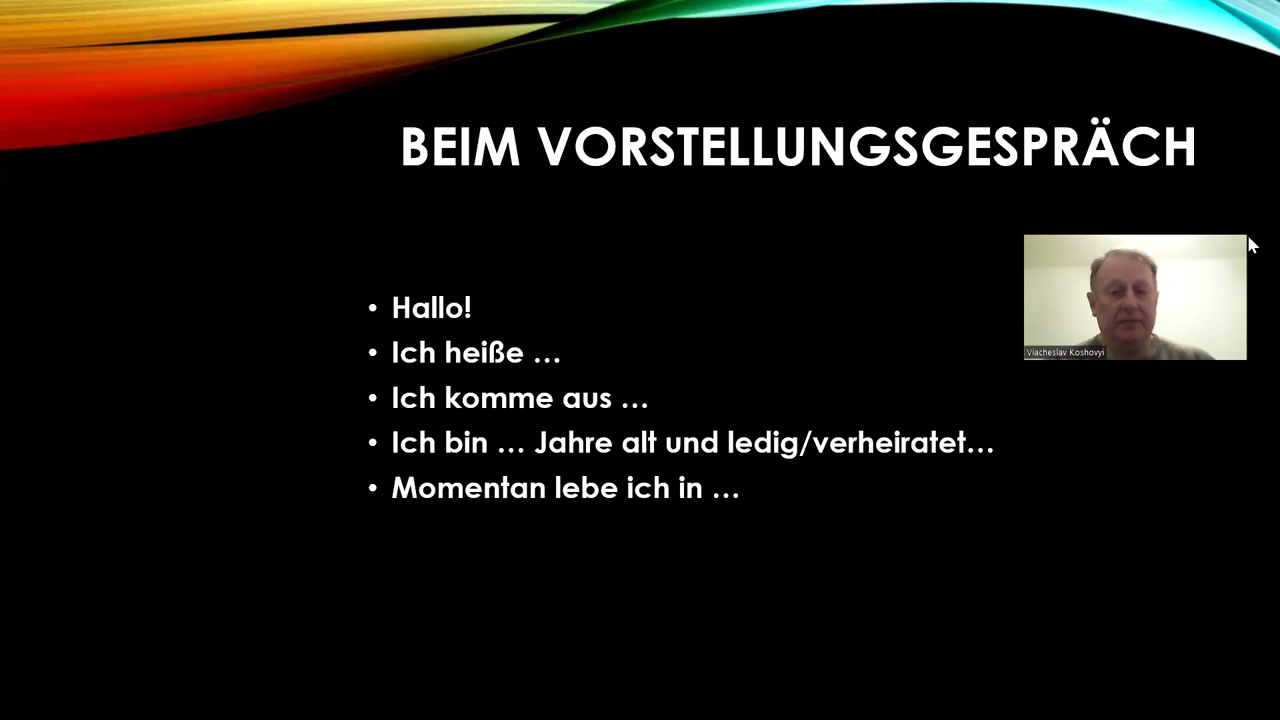 BEIM VORSTELLUNGSGESPRÄCH
• Hallo!
• Ich heiße …
• Ich komme aus …
• Ich bin … Jahre alt und ledig/verheiratet…
• Momentan lebe ich in …
Viacheslav Koshovyi